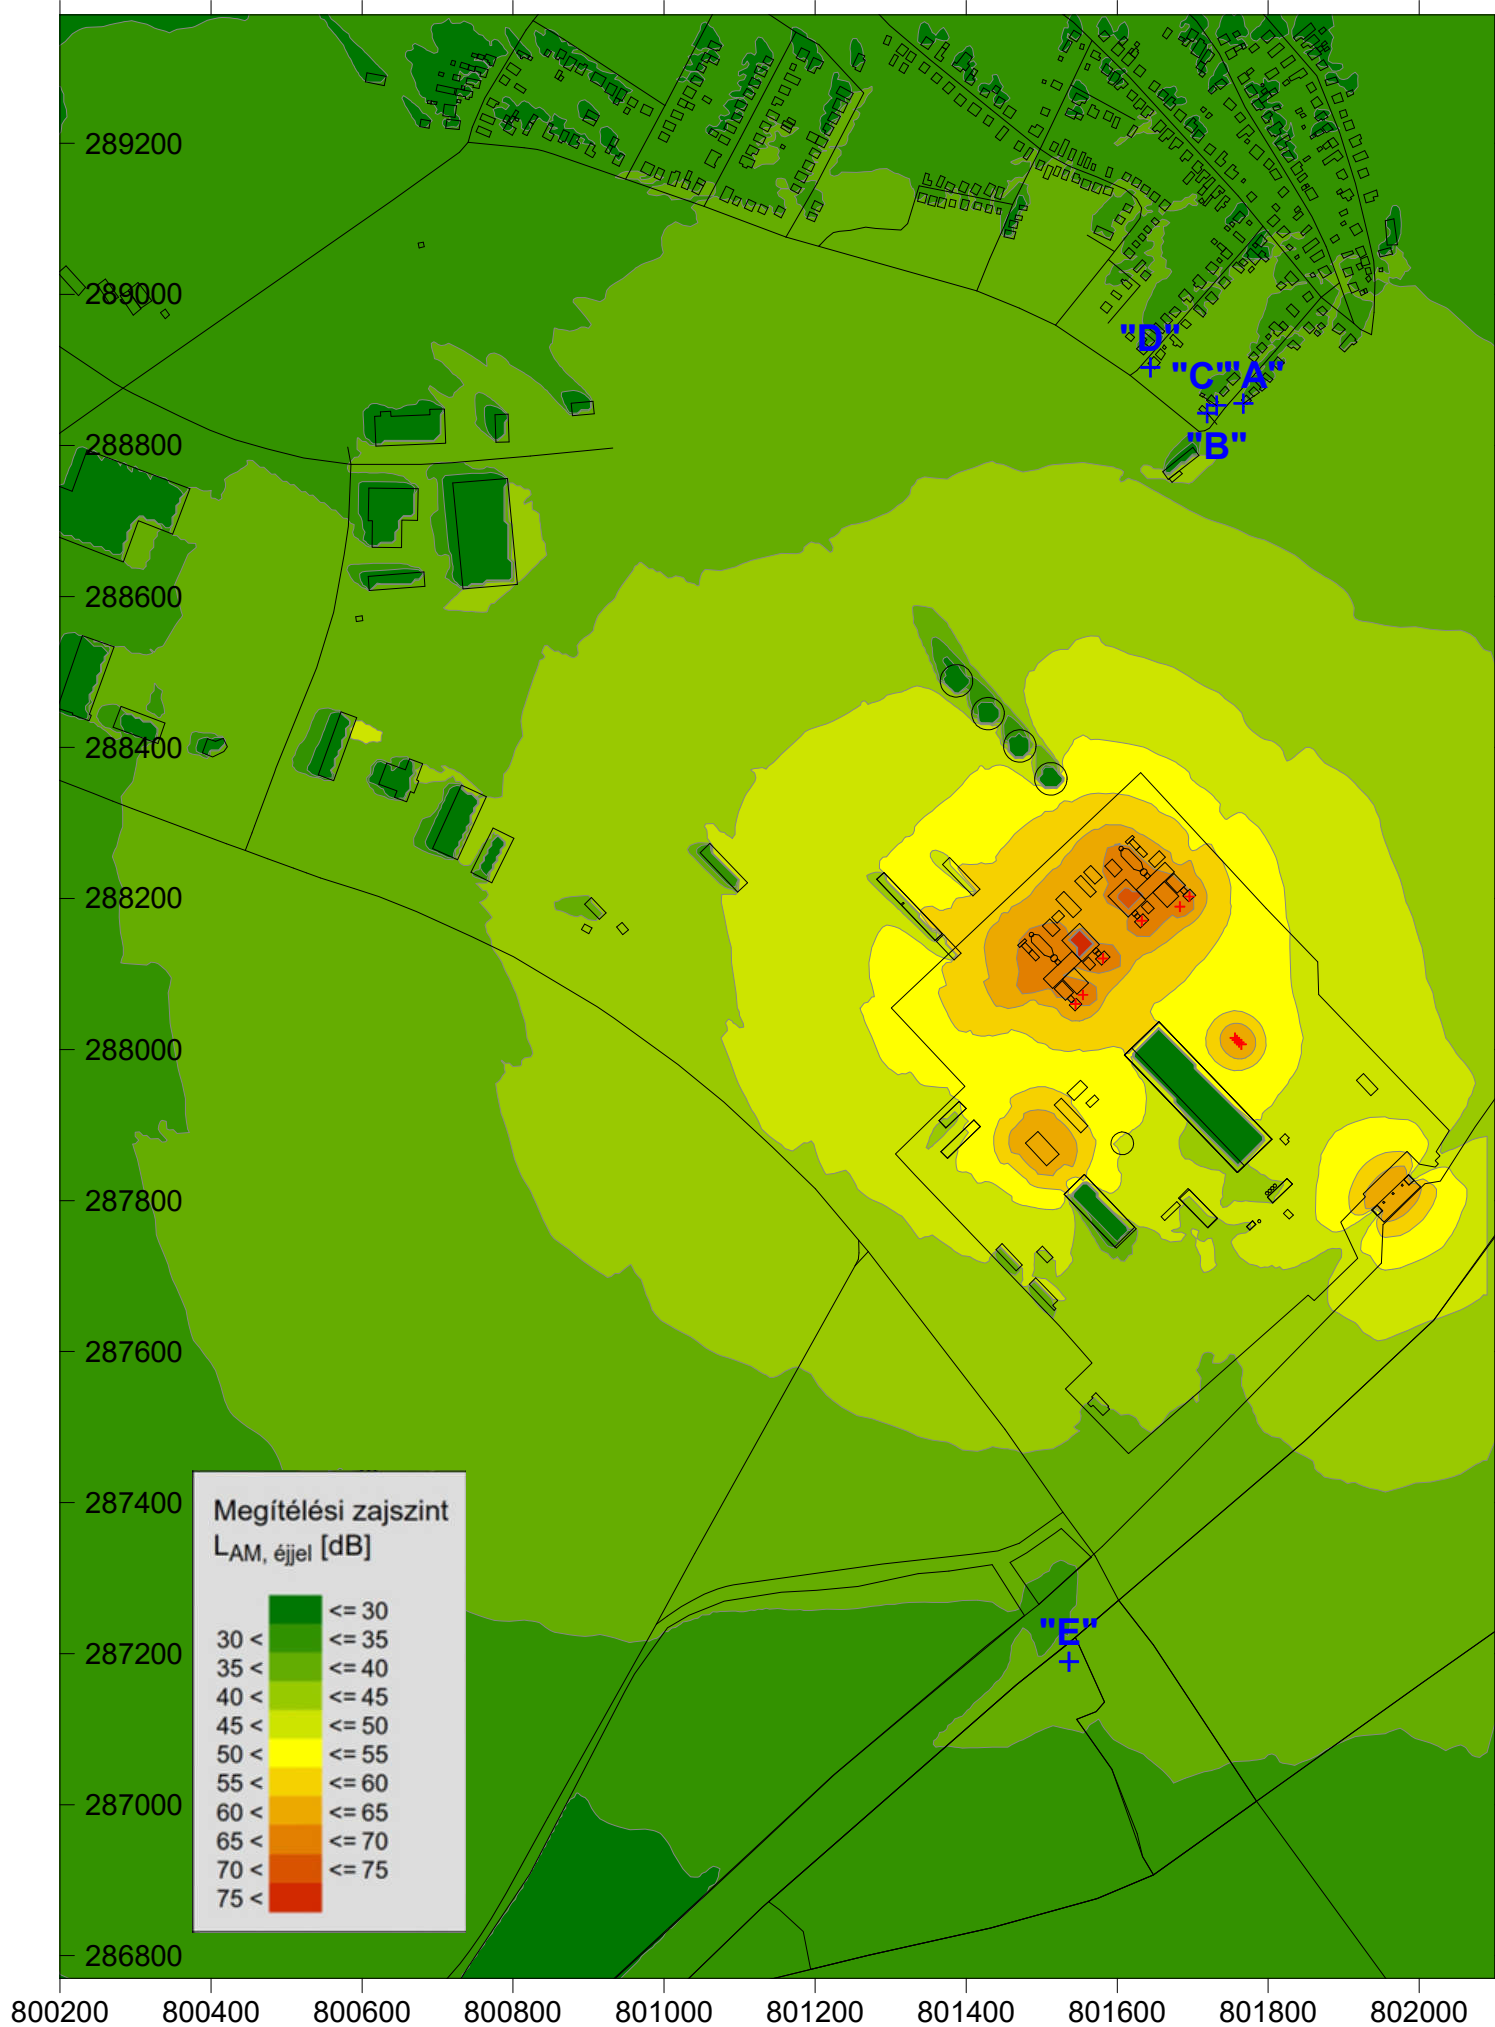 289200
289000
"D"
"C"
"A"
288800
"B"
288600
288400
288200
288000
287800
287600
287400
Megítélési zajszint
LAM, éjjel [dB]
<= 30
30 < <= 35
35 < <= 40
40 < <= 45
45 < <= 50
50 < <= 55
55 < <= 60
60 < <= 65
65 < <= 70
70 < <= 75
75 <
"E"
287200
287000
286800
800200 800400 800600 800800 801000 801200 801400 801600 801800 802000